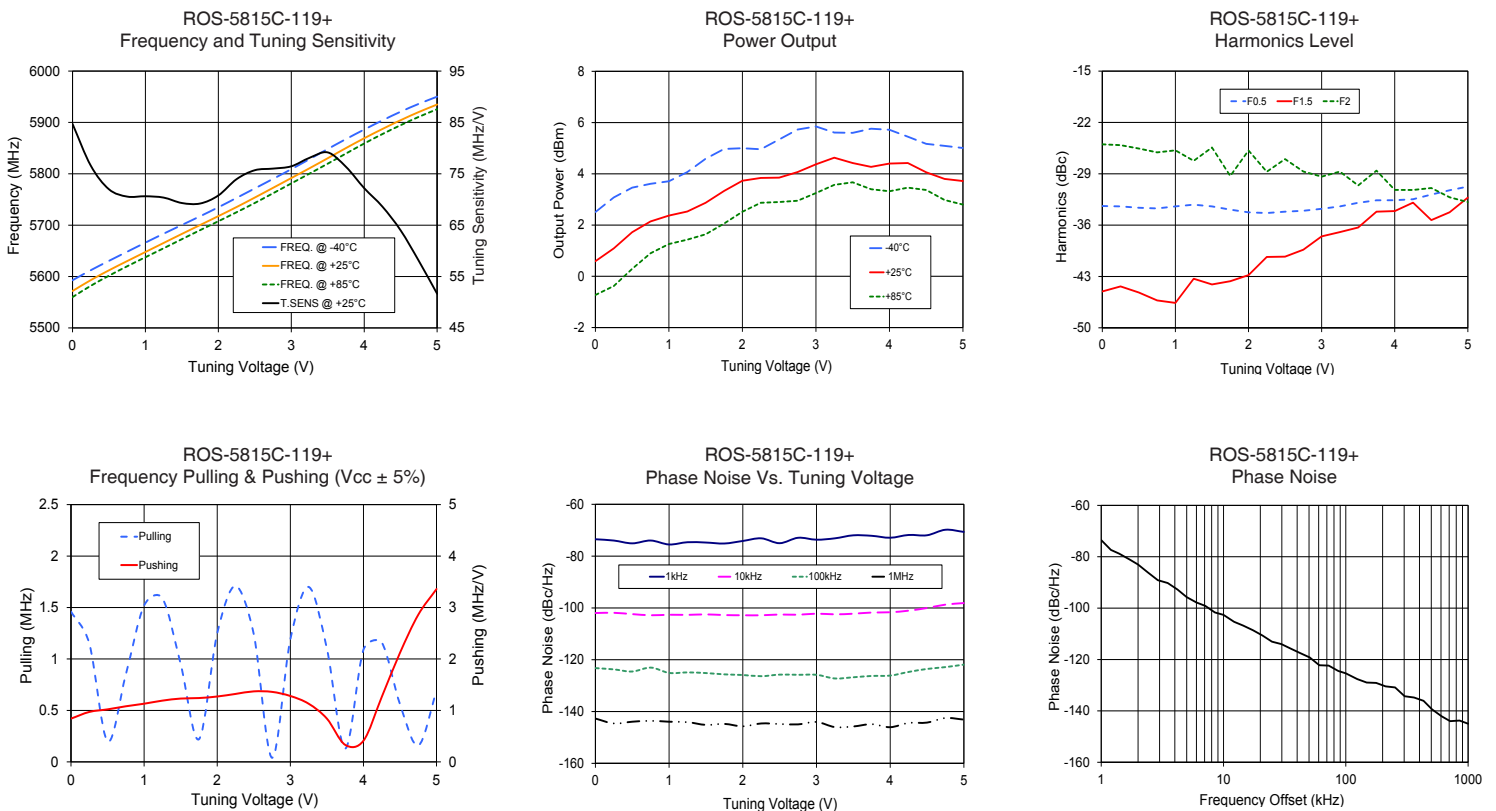 ROS-5815C-119+
Frequency and Tuning Sensitivity
6000
5900
5800
5700
5600
5500
Frequency (MHz)
95
85
75
65
55
45
Tuning Sensitivity (MHz/V)
FREQ. @ -40°C
FREQ. @ +25°C
FREQ. @ +85°C
T.SENS @ +25°C
0 1 2 3 4 5
Tuning Voltage (V)
ROS-5815C-119+
Power Output
8
6
4
2
0
-2
Output Power (dBm)
-40°C
+25°C
+85°C
0 1 2 3 4 5
Tuning Voltage (V)
ROS-5815C-119+
Harmonics Level
-15
-22
-29
-36
-43
-50
Harmonics (dBc)
F0.5 F1.5 F2
0 1 2 3 4 5
Tuning Voltage (V)
ROS-5815C-119+
Frequency Pulling & Pushing (Vcc ± 5%)
2.5
2
1.5
1
0.5
0
Pulling (MHz)
5
4
3
2
1
0
Pushing (MHz/V)
Pulling
Pushing
0 1 2 3 4 5
Tuning Voltage (V)
ROS-5815C-119+
Phase Noise Vs. Tuning Voltage
-60
-80
-100
-120
-140
-160
Phase Noise (dBc/Hz)
1kHz 10kHz 100kHz 1MHz
0 1 2 3 4 5
Tuning Voltage (V)
ROS-5815C-119+
Phase Noise
-60
-80
-100
-120
-140
-160
Phase Noise (dBc/Hz)
1 10 100 1000
Frequency Offset (kHz)